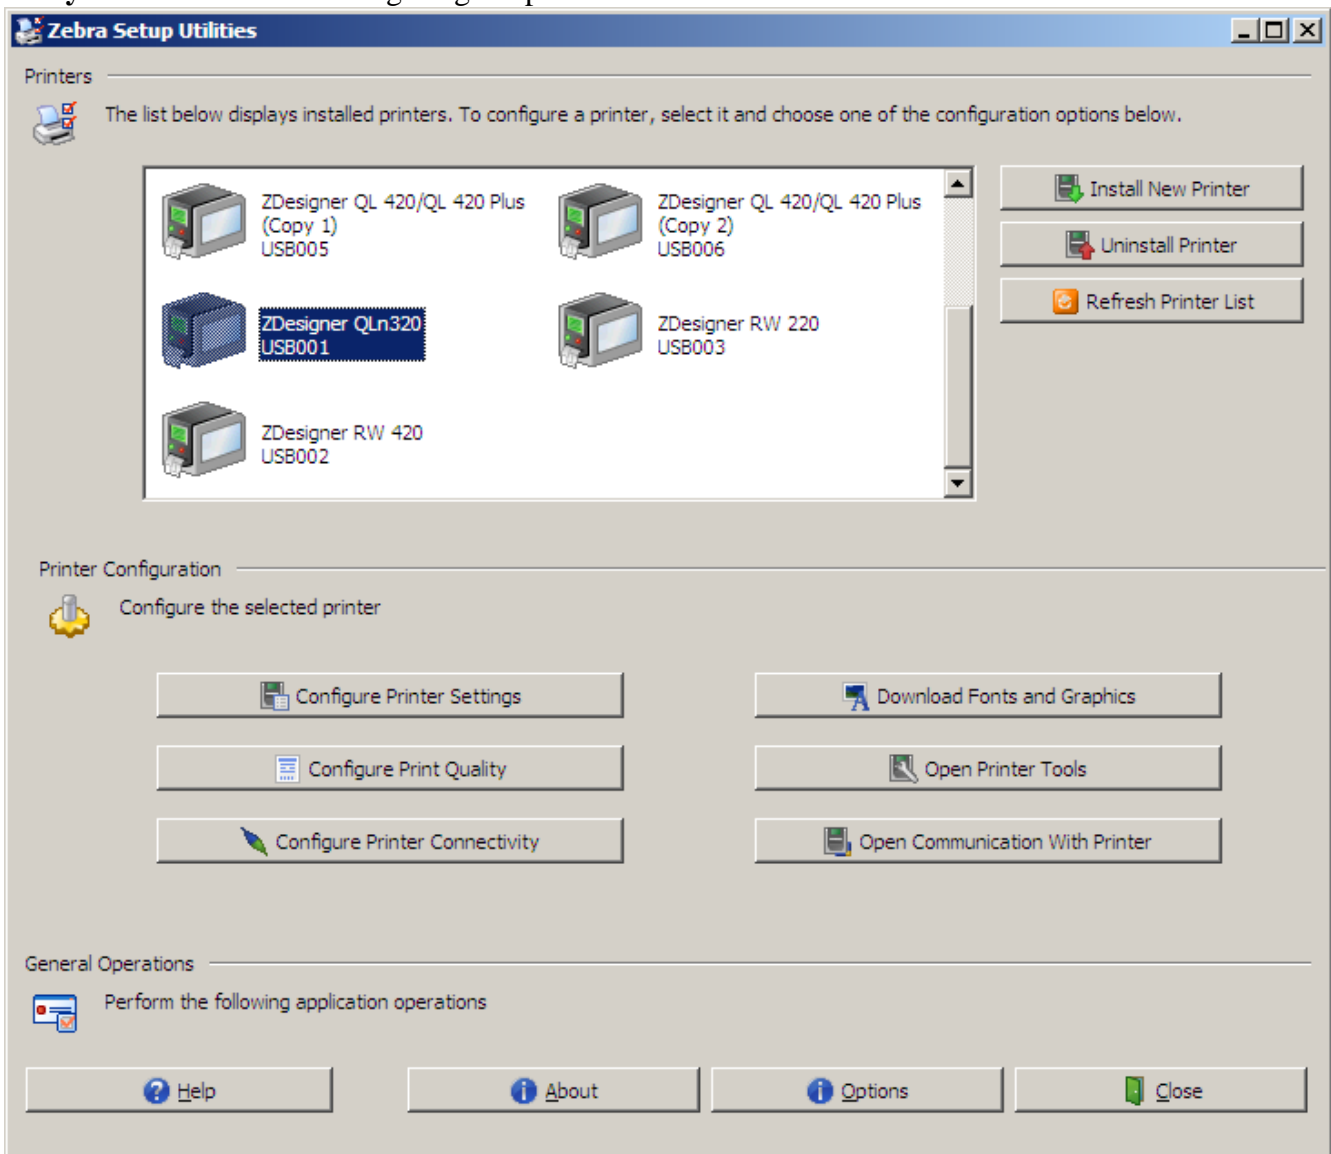 Zebra Setup Utilities
Printers
The list below displays installed printers. To configure a printer, select it and choose one of the configuration options below.
ZDesigner QL 420/QL 420 Plus
(Copy 1)
USB005
ZDesigner QL 420/QL 420 Plus
(Copy 2)
USB006
ZDesigner QLn320
USB001
ZDesigner RW 220
USB003
ZDesigner RW 420
USB002
Install New Printer
Uninstall Printer
Refresh Printer List
Printer Configuration
Configure the selected printer
Configure Printer Settings
Download Fonts and Graphics
Configure Print Quality
Open Printer Tools
Configure Printer Connectivity
Open Communication With Printer
General Operations
Perform the following application operations
Help
About
Options
Close